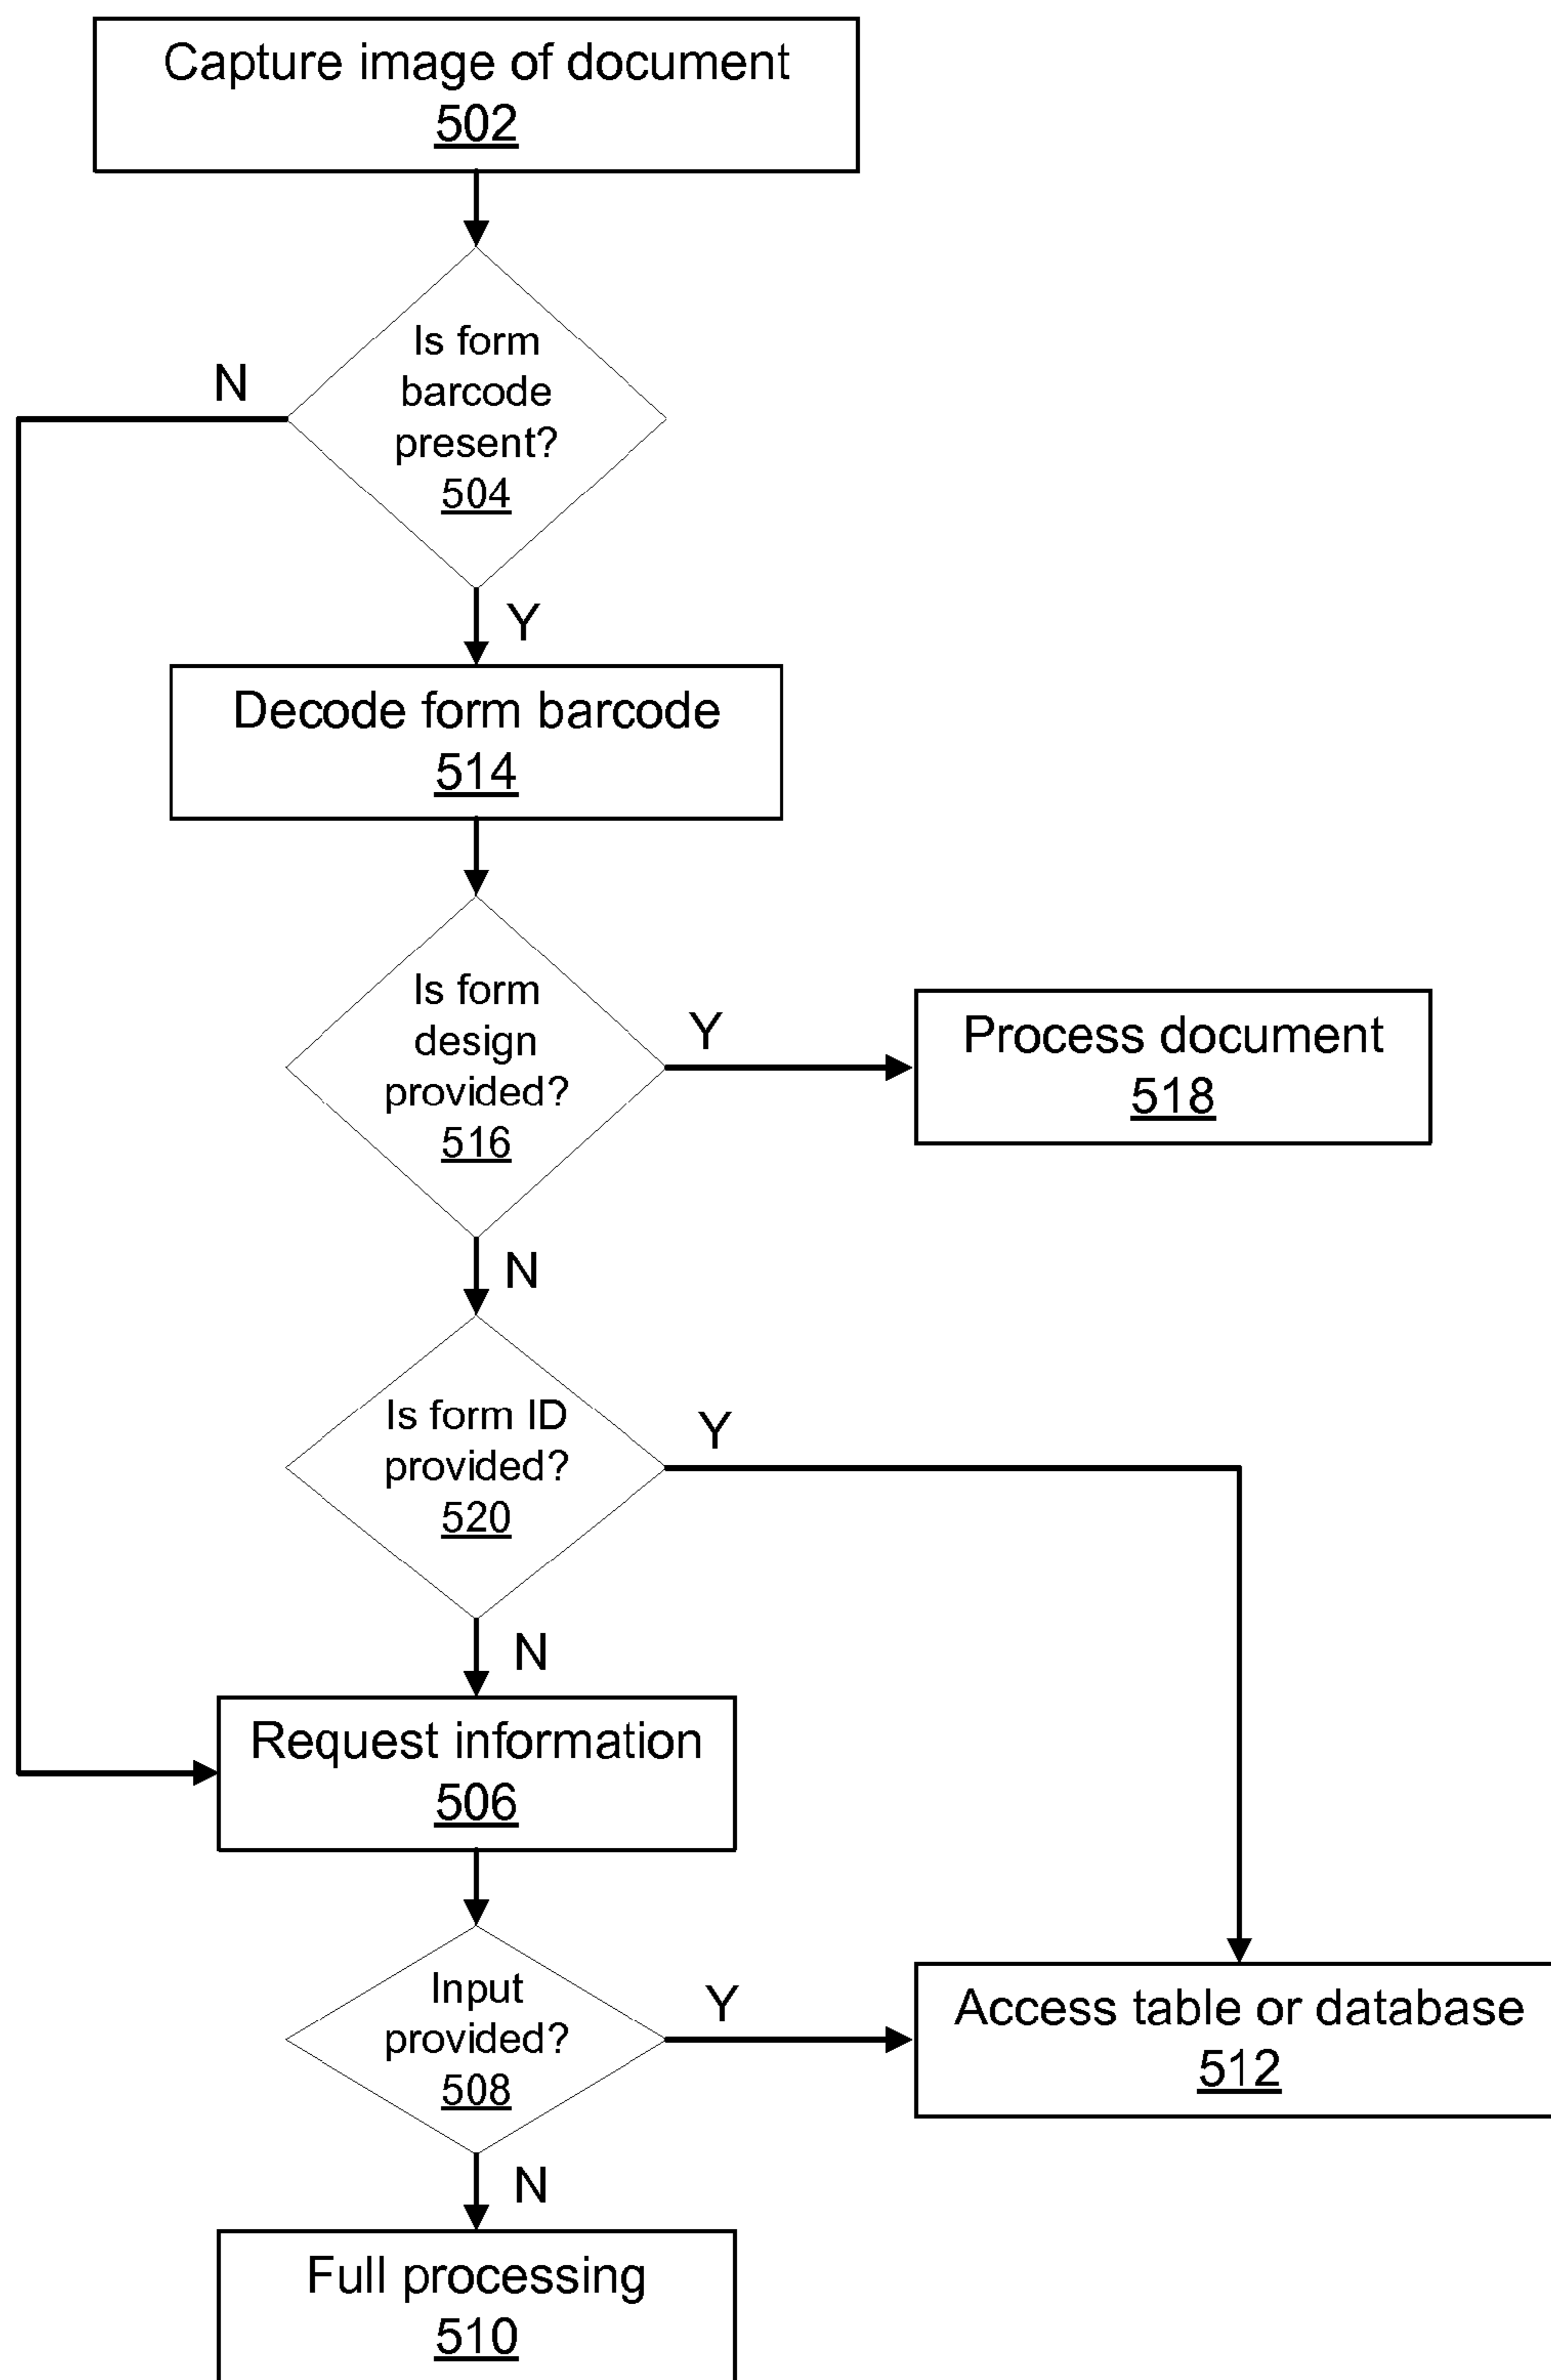 Capture image of document
502
Is form
barcode
present?
504
N
Y
Decode form barcode
514
Is form
design
provided?
516
Y
Process document
518
N
Is form ID
provided?
520
Y
N
Request information
506
Input
provided?
508
Y
Access table or database
512
N
Full processing
510